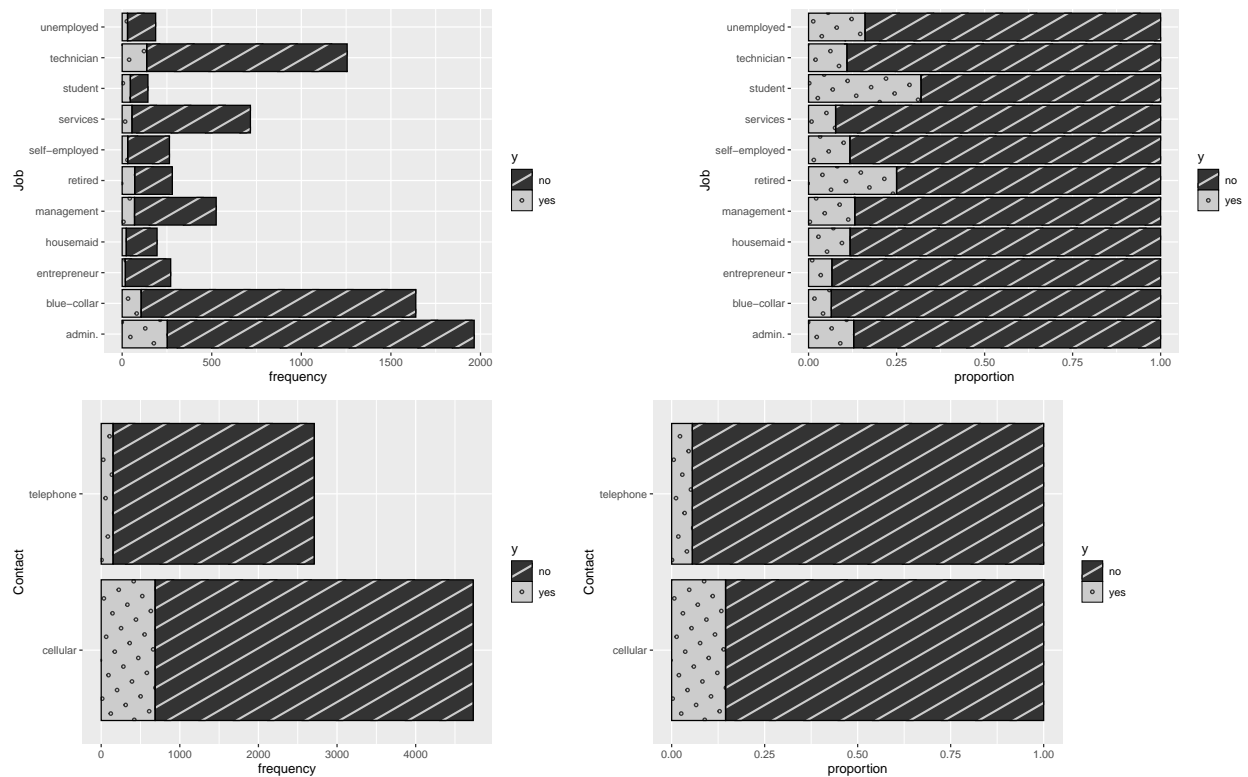 unemployed
technician
student
services
self−employed
retired
management
housemaid
entrepreneur
blue−collar
admin.
0 500 1000 1500 2000
frequency
Job
y
no
yes
unemployed
technician
student
services
self−employed
retired
management
housemaid
entrepreneur
blue−collar
admin.
0.00 0.25 0.50 0.75 1.00
proportion
Job
y
no
yes
telephone
cellular
0 1000 2000 3000 4000
frequency
Contact
y
no
yes
telephone
cellular
0.00 0.25 0.50 0.75 1.00
proportion
Contact
y
no
yes